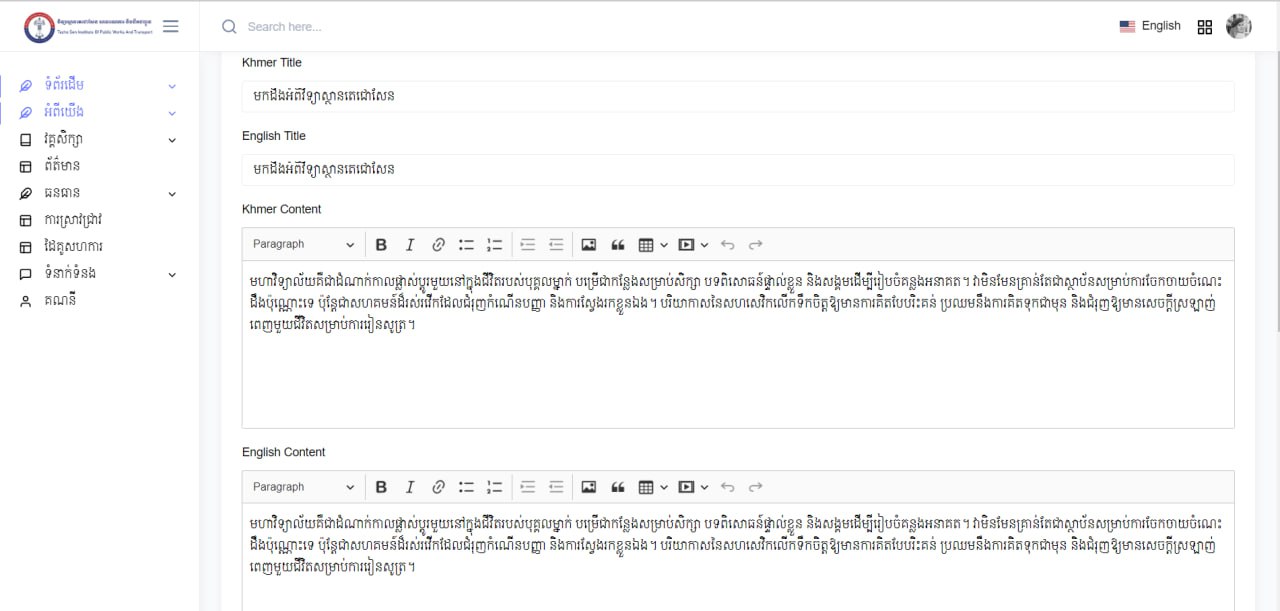 វិទ្យាស្ថានតេជោសែន សាធារណការ និងដឹកជញ្ជូន
Techo Sen Institute Of Public Works And Transport
Search here...
English
ទំព័រដើម
អំពីយើង
វគ្គសិក្សា
ព័ត៌មាន
ធនធាន
ការស្រាវជ្រាវ
ដៃគូសហការ
ទំនាក់ទំនង
គណនី
Khmer Title
មកដឹងអំពីវិទ្យាស្ថានតេជោសែន
English Title
មកដឹងអំពីវិទ្យាស្ថានតេជោសែន
Khmer Content
Paragraph
មហាវិទ្យាល័យគឺជាដំណាក់កាលផ្លាស់ប្តូរមួយនៅក្នុងជីវិតរបស់បុគ្គលម្នាក់ បម្រើជាកន្លែងសម្រាប់សិក្សា បទពិសោធន៍ផ្ទាល់ខ្លួន និងសង្គមដើម្បីរៀបចំគន្លងអនាគត។ វាមិនមែនគ្រាន់តែជាស្ថាប័នសម្រាប់ការចែកចាយចំណេះ
ដឹងប៉ុណ្ណោះទេ ប៉ុន្តែជាសហគមន៍ដ៏រស់រវើកដែលជំរុញកំណើនបញ្ញា និងការស្វែងរកខ្លួនឯង។ បរិយាកាសនៃសហសេវិកលើកទឹកចិត្តឱ្យមានការគិតបែបរិះគន់ ប្រឈមនឹងការគិតទុកជាមុន និងជំរុញឱ្យមានសេចក្តីស្រឡាញ់
ពេញមួយជីវិតសម្រាប់ការរៀនសូត្រ។
English Content
Paragraph
មហាវិទ្យាល័យគឺជាដំណាក់កាលផ្លាស់ប្តូរមួយនៅក្នុងជីវិតរបស់បុគ្គលម្នាក់ បម្រើជាកន្លែងសម្រាប់សិក្សា បទពិសោធន៍ផ្ទាល់ខ្លួន និងសង្គមដើម្បីរៀបចំគន្លងអនាគត។ វាមិនមែនគ្រាន់តែជាស្ថាប័នសម្រាប់ការចែកចាយចំណេះ
ដឹងប៉ុណ្ណោះទេ ប៉ុន្តែជាសហគមន៍ដ៏រស់រវើកដែលជំរុញកំណើនបញ្ញា និងការស្វែងរកខ្លួនឯង។ បរិយាកាសនៃសហសេវិកលើកទឹកចិត្តឱ្យមានការគិតបែបរិះគន់ ប្រឈមនឹងការគិតទុកជាមុន និងជំរុញឱ្យមានសេចក្តីស្រឡាញ់
ពេញមួយជីវិតសម្រាប់ការរៀនសូត្រ។